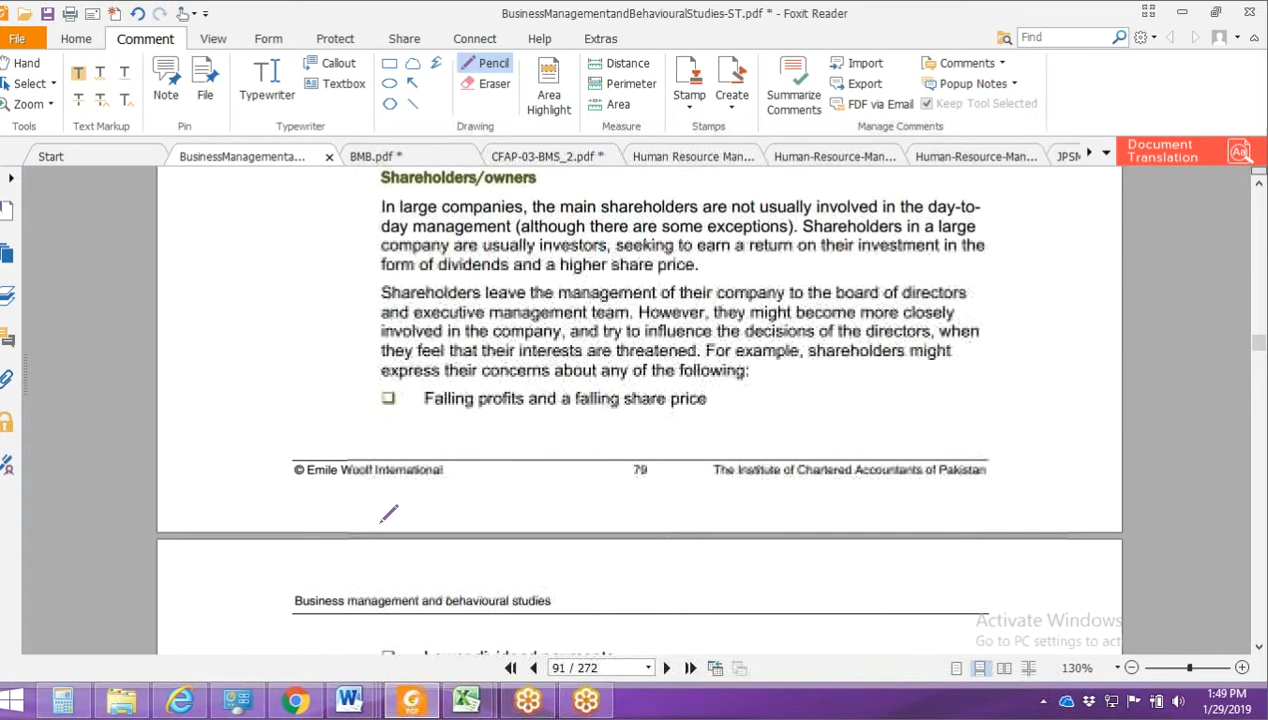 BusinessManagementandBehaviouralStudies-ST.pdf * - Foxit Reader
File Home Comment View Form Protect Share Connect Help Extras
Find
Hand
Select
Zoom
Tools
T T T
T T T
Text Markup
Note
File
Pin
Typewriter
Callout
Textbox
Typewriter
Pencil
Eraser
Area Highlight
Drawing
Distance
Perimeter
Area
Measure
Stamp
Create
Stamps
Summarize Comments
Import
Export
FDF via Email
Comments
Popup Notes
Keep Tool Selected
Manage Comments
Start
BusinessManagementa... x
BMB.pdf *
CFAP-03-BMS_2.pdf *
Human Resource Man...
Human-Resource-Man...
Human-Resource-Man...
JPSM
Document
Translation
Shareholders/owners
In large companies, the main shareholders are not usually involved in the day-to-
day management (although there are some exceptions). Shareholders in a large
company are usually investors, seeking to earn a return on their investment in the
form of dividends and a higher share price.
Shareholders leave the management of their company to the board of directors
and executive management team. However, they might become more closely
involved in the company, and try to influence the decisions of the directors, when
they feel that their interests are threatened. For example, shareholders might
express their concerns about any of the following:
❑ Falling profits and a falling share price
© Emile Woolf International 79 The Institute of Chartered Accountants of Pakistan
Business management and behavioural studies
Lower dividend payments
Activate Windows
Go to PC settings to act
91 / 272
130%
1:49 PM
1/29/2019